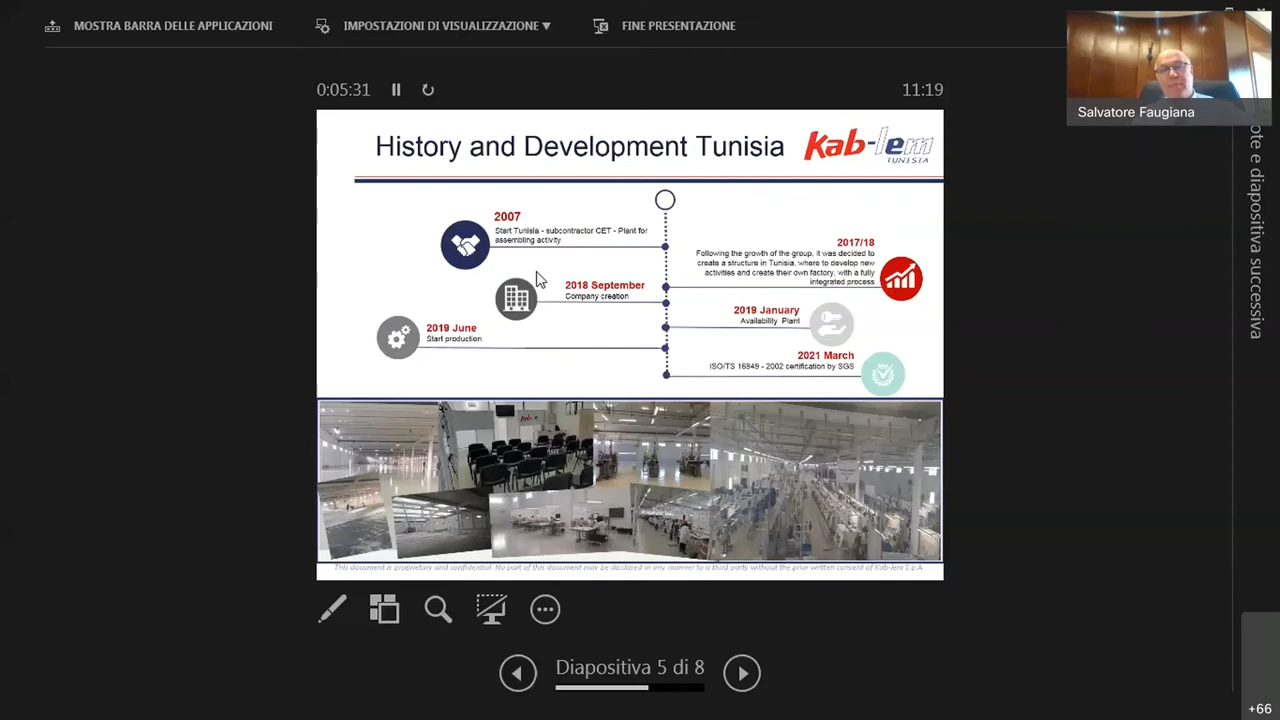 MOSTRA BARRA DELLE APPLICAZIONI
IMPOSTAZIONI DI VISUALIZZAZIONE ▼
FINE PRESENTAZIONE
Salvatore Faugiana
0:05:31
11:19
History and Development Tunisia
Kab-lem
TUNISIA
2007
Start Tunisia - subcontractor CET - Plant for
assembling activity
2017/18
Following the growth of the group, it was decided to
create a structure in Tunisia, where to develop new
activities and create their own factory, with a fully
integrated process
2018 September
Company creation
2019 January
Availability Plant
2019 June
Start production
2021 March
ISO/TS 16949 - 2002 certification by SGS
This document is proprietary and confidential. No part of this document may be disclosed in any manner to a third party without the prior written consent of Kab-lem S.p.A
Diapositiva 5 di 8
ote e diapositiva successiva
+66